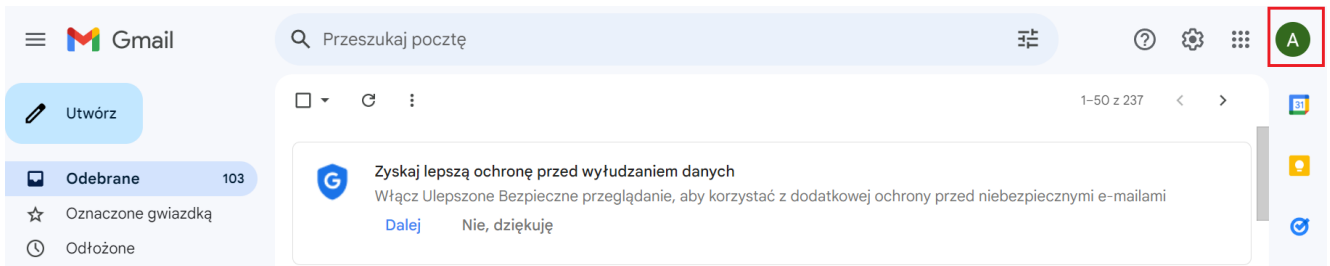 Gmail
Przeszukaj pocztę
A
Utwórz
1–50 z 237
31
Odebrane 103
Oznaczone gwiazdką
Odłożone
G
Zyskaj lepszą ochronę przed wyłudzaniem danych
Włącz Ulepszone Bezpieczne przeglądanie, aby korzystać z dodatkowej ochrony przed niebezpiecznymi e-mailami
Dalej Nie, dziękuję